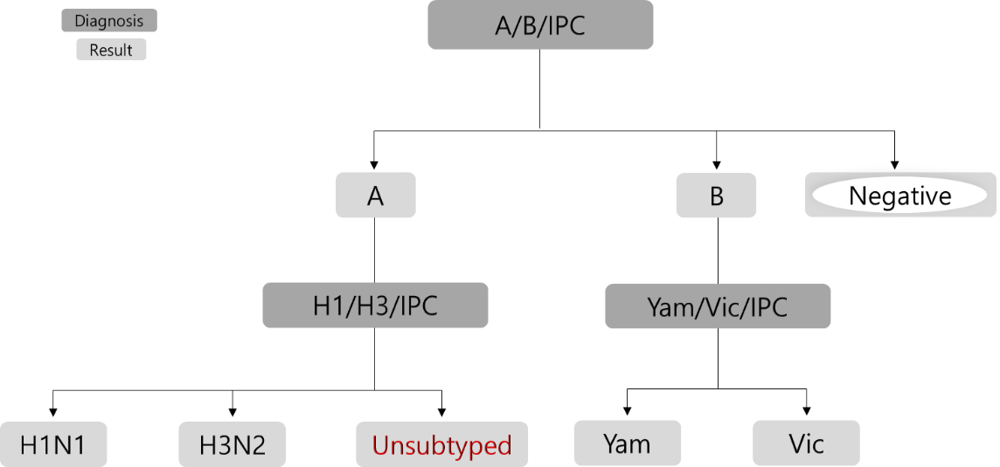 Diagnosis
Result
A/B/IPC
A
B
Negative
H1/H3/IPC
Yam/Vic/IPC
H1N1
H3N2
Unsubtyped
Yam
Vic